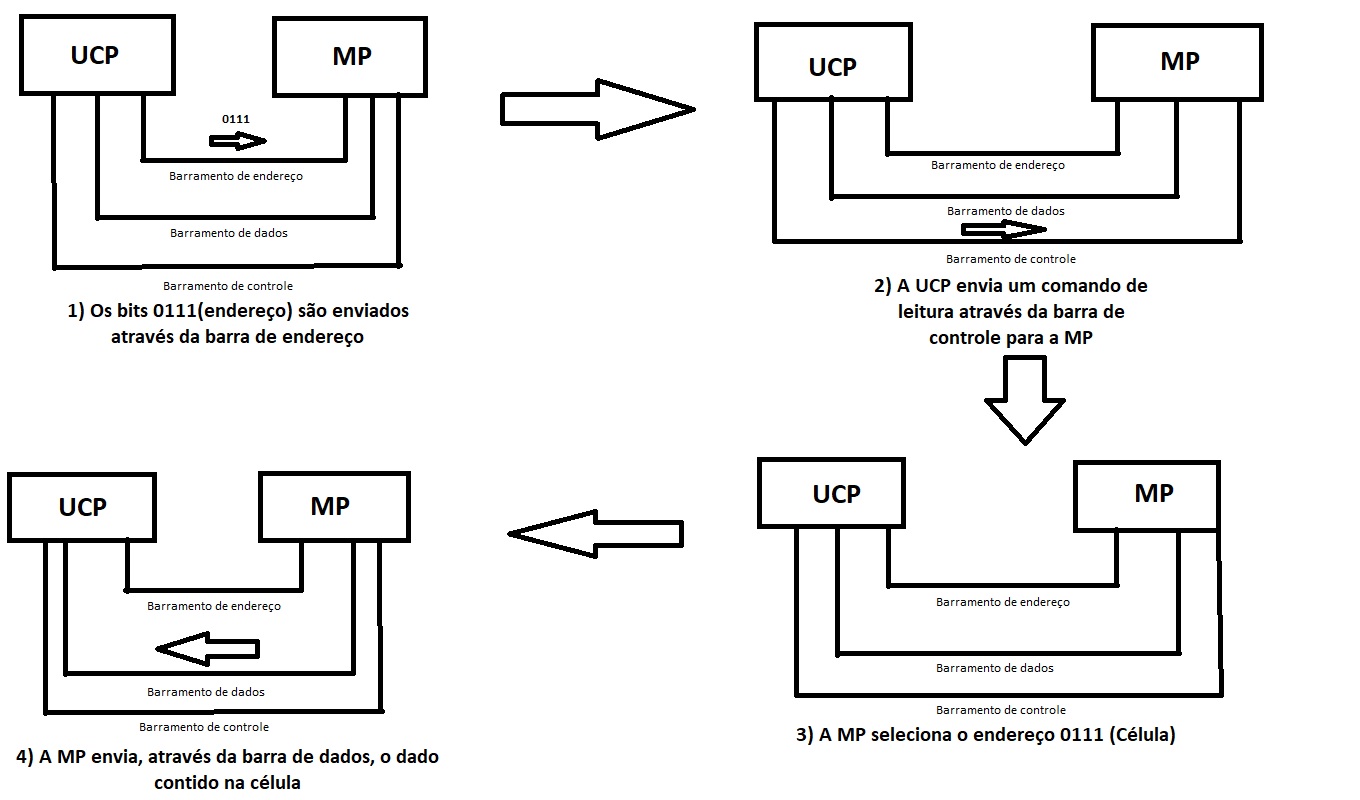 UCP
MP
0111
Barramento de endereço
Barramento de dados
Barramento de controle
1) Os bits 0111(endereço) são enviados
através da barra de endereço
UCP
MP
Barramento de endereço
Barramento de dados
Barramento de controle
2) A UCP envia um comando de
leitura através da barra de
controle para a MP
UCP
MP
Barramento de endereço
Barramento de dados
Barramento de controle
3) A MP seleciona o endereço 0111 (Célula)
UCP
MP
Barramento de endereço
Barramento de dados
Barramento de controle
4) A MP envia, através da barra de dados, o dado
contido na célula